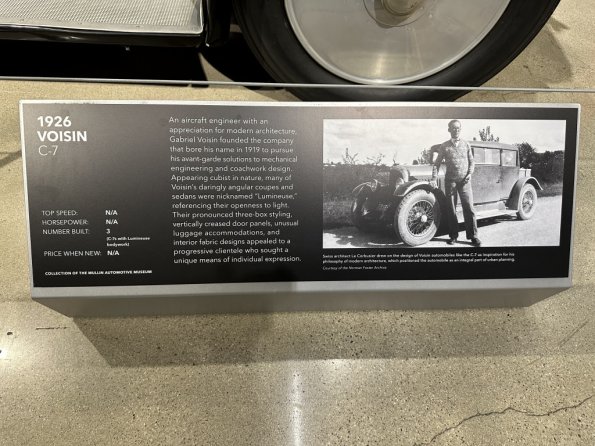 1926
VOISIN
C-7
TOP SPEED: N/A
HORSEPOWER: N/A
NUMBER BUILT: 3
(C-7s with Lumineuse
bodywork)
PRICE WHEN NEW: N/A
COLLECTION OF THE MULLIN AUTOMOTIVE MUSEUM
An aircraft engineer with an
appreciation for modern architecture,
Gabriel Voisin founded the company
that bore his name in 1919 to pursue
his avant-garde solutions to mechanical
engineering and coachwork design.
Appearing cubist in nature, many of
Voisin's daringly angular coupes and
sedans were nicknamed "Lumineuse,"
referencing their openness to light.
Their pronounced three-box styling,
vertically creased door panels, unusual
luggage accommodations, and
interior fabric designs appealed to a
progressive clientele who sought a
unique means of individual expression.
Swiss architect Le Corbusier drew on the design of Voisin automobiles like the C-7 as inspiration for his
philosophy of modern architecture, which positioned the automobile as an integral part of urban planning.
Courtesy of the Norman Foster Archive